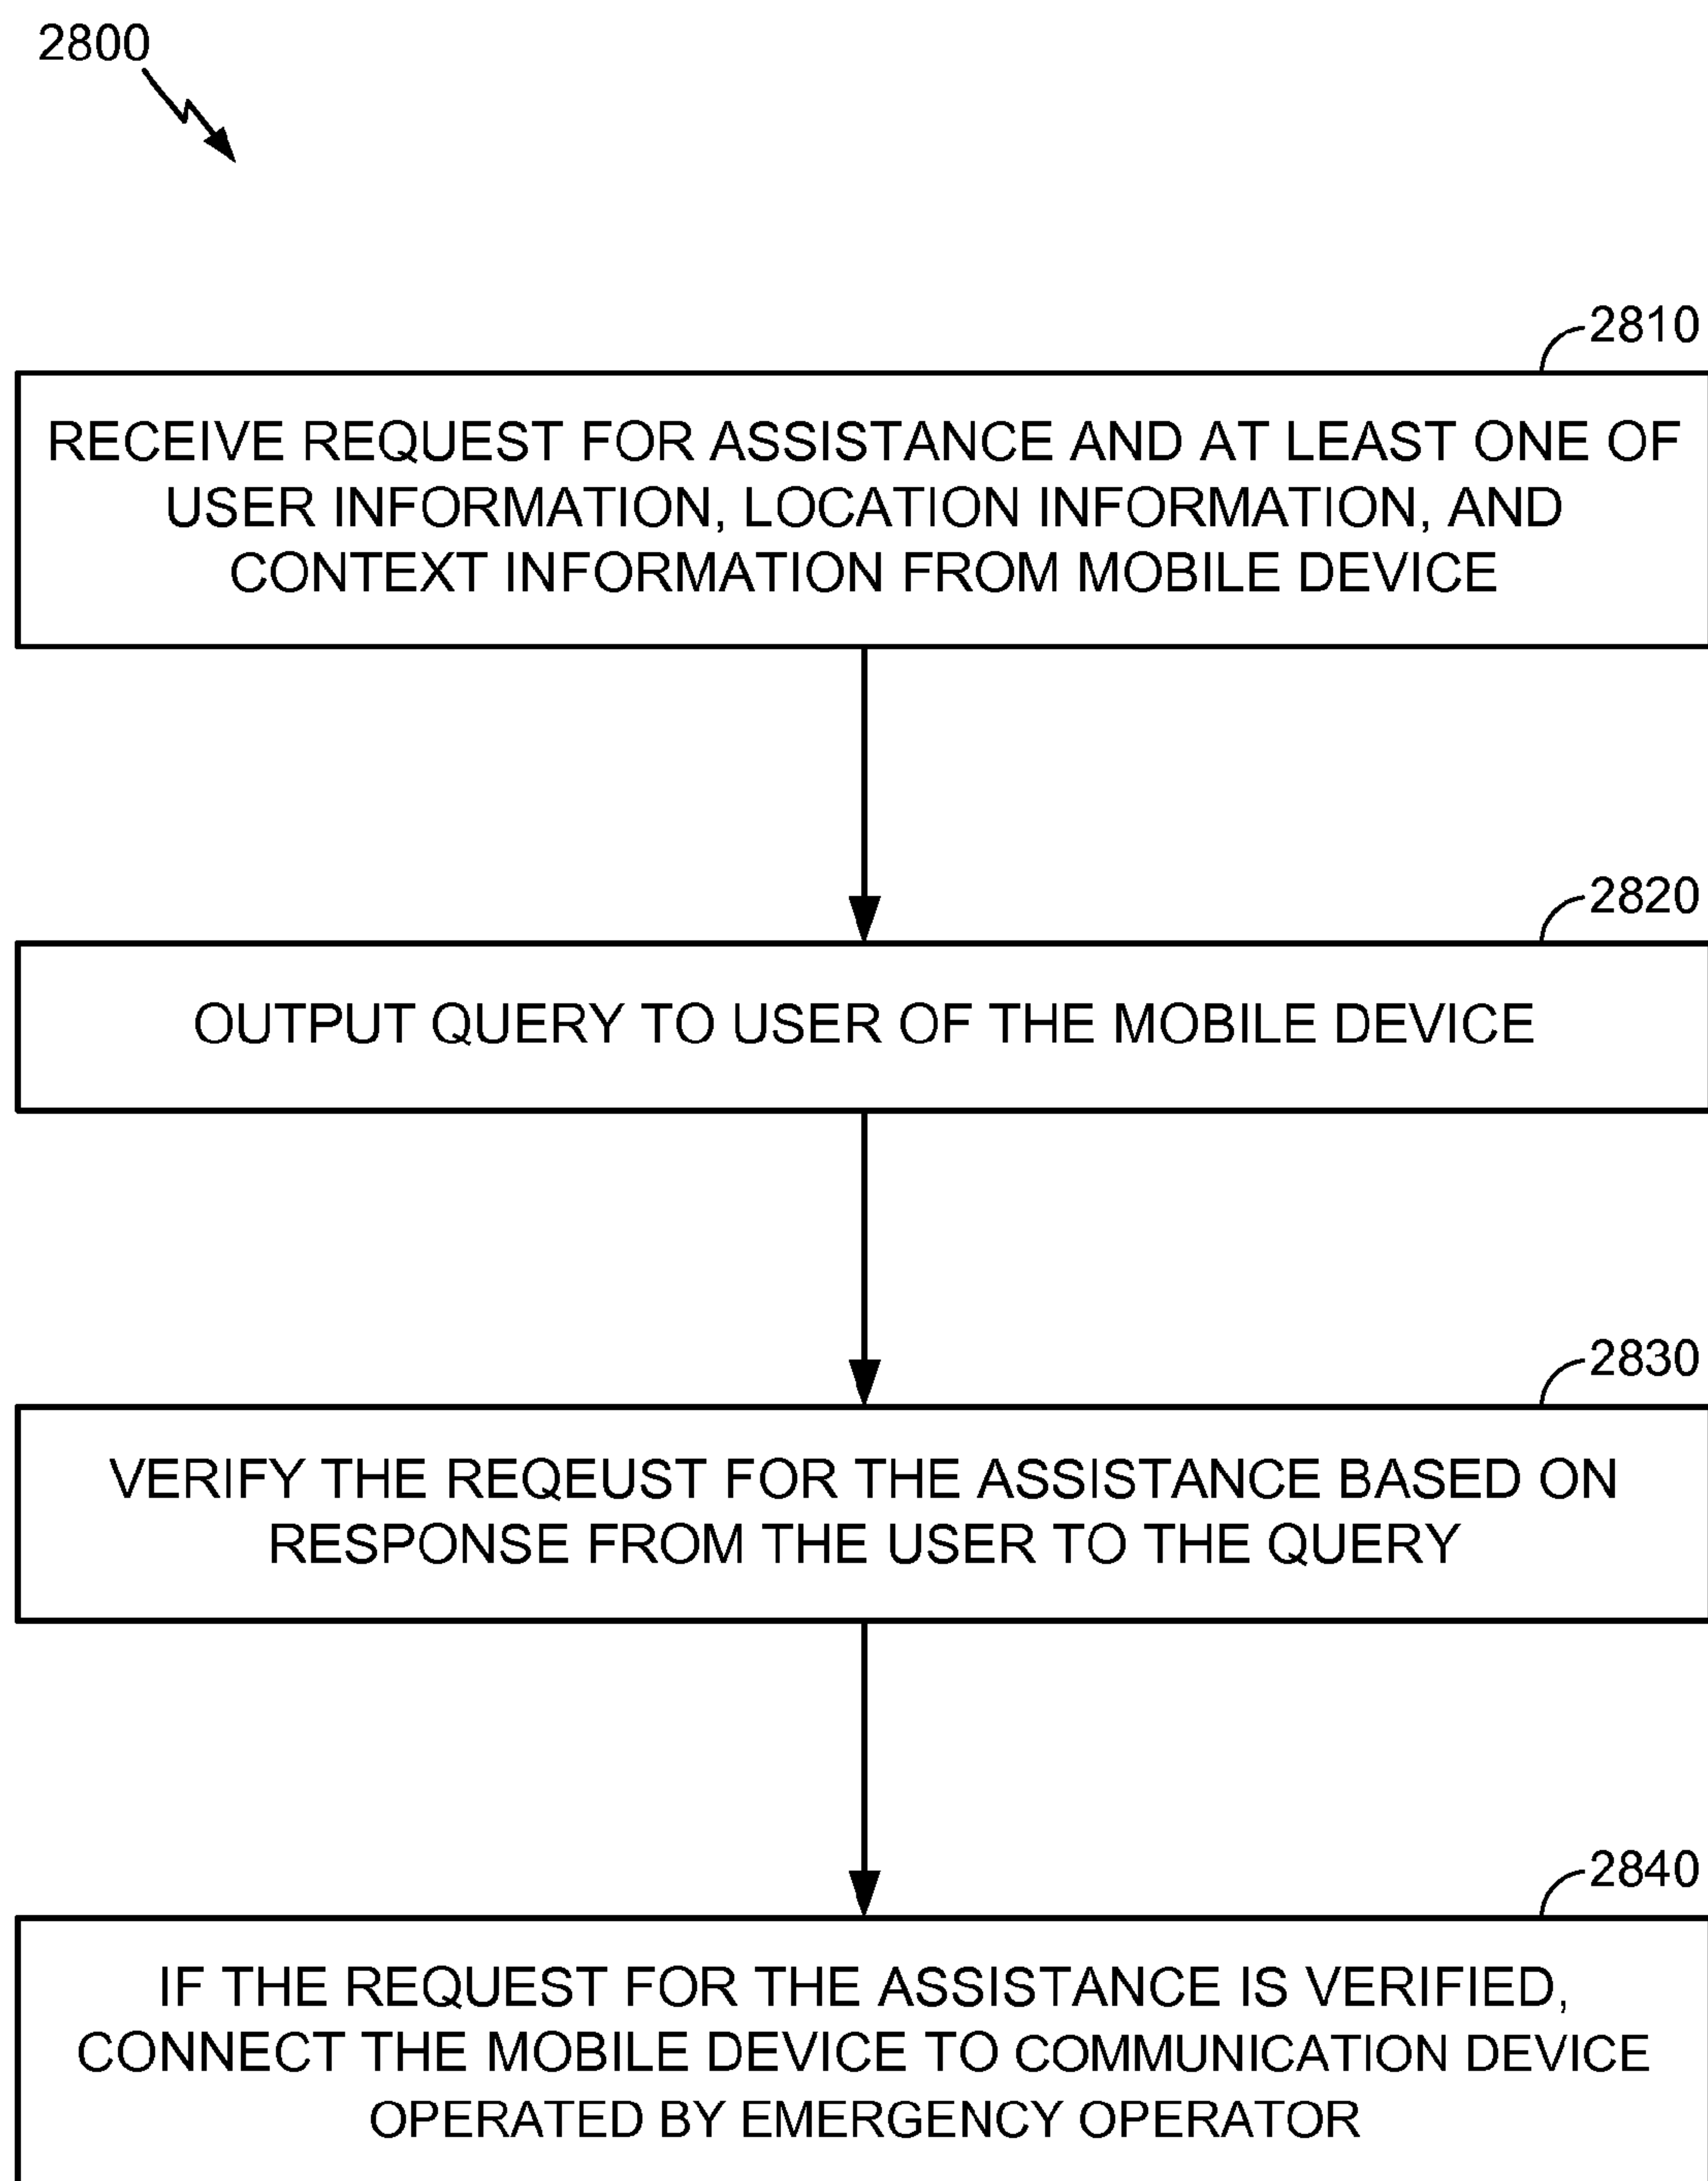 2800
2810
RECEIVE REQUEST FOR ASSISTANCE AND AT LEAST ONE OF
USER INFORMATION, LOCATION INFORMATION, AND
CONTEXT INFORMATION FROM MOBILE DEVICE
2820
OUTPUT QUERY TO USER OF THE MOBILE DEVICE
2830
VERIFY THE REQEUST FOR THE ASSISTANCE BASED ON
RESPONSE FROM THE USER TO THE QUERY
2840
IF THE REQUEST FOR THE ASSISTANCE IS VERIFIED,
CONNECT THE MOBILE DEVICE TO COMMUNICATION DEVICE
OPERATED BY EMERGENCY OPERATOR